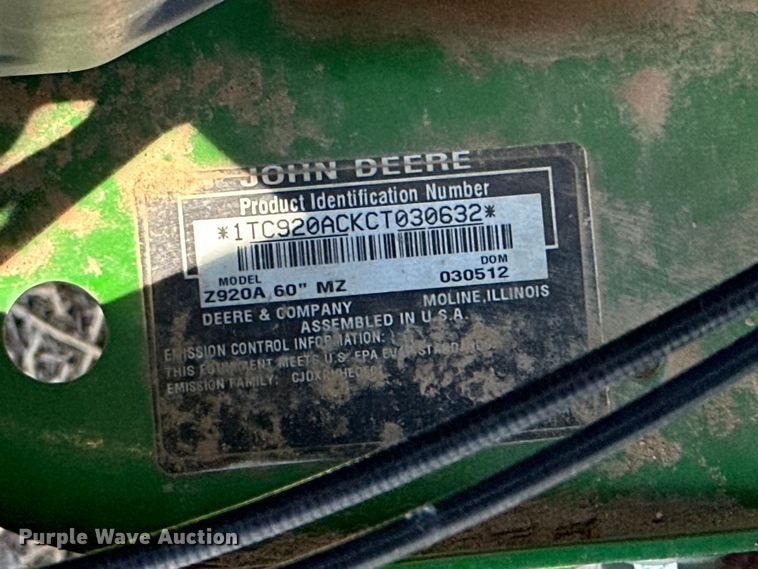 JOHN DEERE
Product Identification Number
*1TC920ACKCT030632*
MODEL DOM
Z920A 60" MZ 030512
DEERE & COMPANY MOLINE, ILLINOIS
ASSEMBLED IN U.S.A.
EMISSION CONTROL INFORMATION:
THIS EQUIPMENT MEETS U.S. EPA
EMISSION FAMILY:
Purple Wave Auction